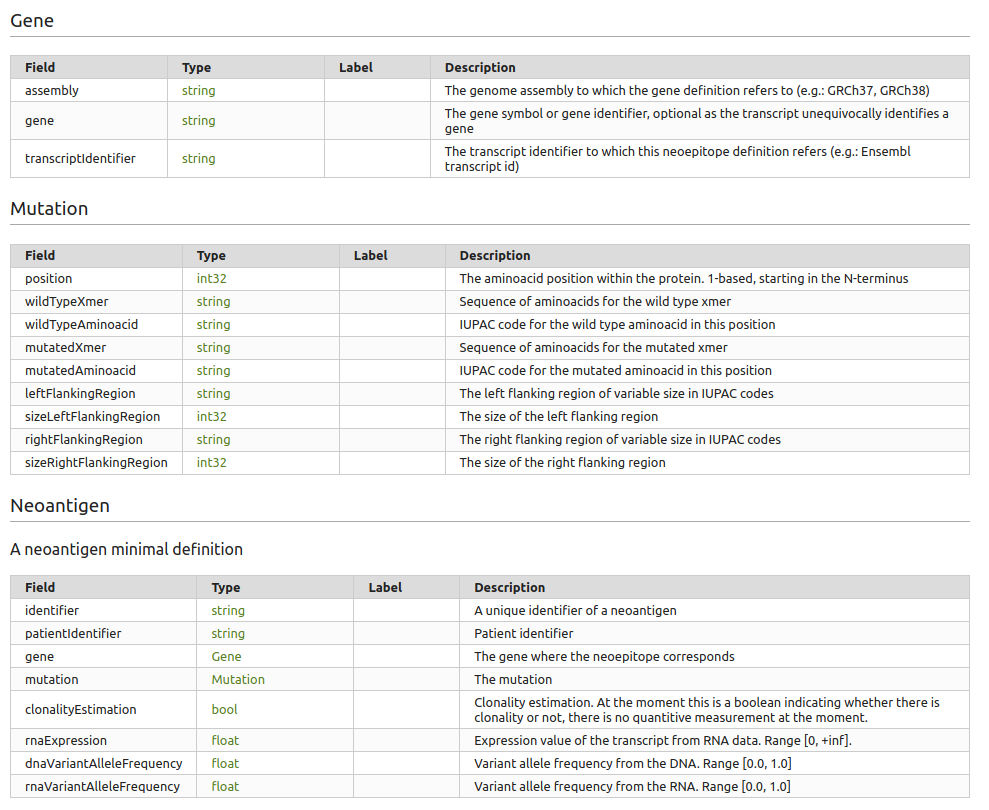 Gene
Field Type Label Description
assembly string The genome assembly to which the gene definition refers to (e.g.: GRCh37, GRCh38)
gene string The gene symbol or gene identifier, optional as the transcript unequivocally identifies a
gene
transcriptIdentifier string The transcript identifier to which this neoepitope definition refers (e.g.: Ensembl
transcript id)
Mutation
Field Type Label Description
position int32 The aminoacid position within the protein. 1-based, starting in the N-terminus
wildTypeXmer string Sequence of aminoacids for the wild type xmer
wildTypeAminoacid string IUPAC code for the wild type aminoacid in this position
mutatedXmer string Sequence of aminoacids for the mutated xmer
mutatedAminoacid string IUPAC code for the mutated aminoacid in this position
leftFlankingRegion string The left flanking region of variable size in IUPAC codes
sizeLeftFlankingRegion int32 The size of the left flanking region
rightFlankingRegion string The right flanking region of variable size in IUPAC codes
sizeRightFlankingRegion int32 The size of the right flanking region
Neoantigen
A neoantigen minimal definition
Field Type Label Description
identifier string A unique identifier of a neoantigen
patientIdentifier string Patient identifier
gene Gene The gene where the neoepitope corresponds
mutation Mutation The mutation
clonalityEstimation bool Clonality estimation. At the moment this is a boolean indicating whether there is
clonality or not, there is no quantitive measurement at the moment.
rnaExpression float Expression value of the transcript from RNA data. Range [0, +inf].
dnaVariantAlleleFrequency float Variant allele frequency from the DNA. Range [0.0, 1.0]
rnaVariantAlleleFrequency float Variant allele frequency from the RNA. Range [0.0, 1.0]